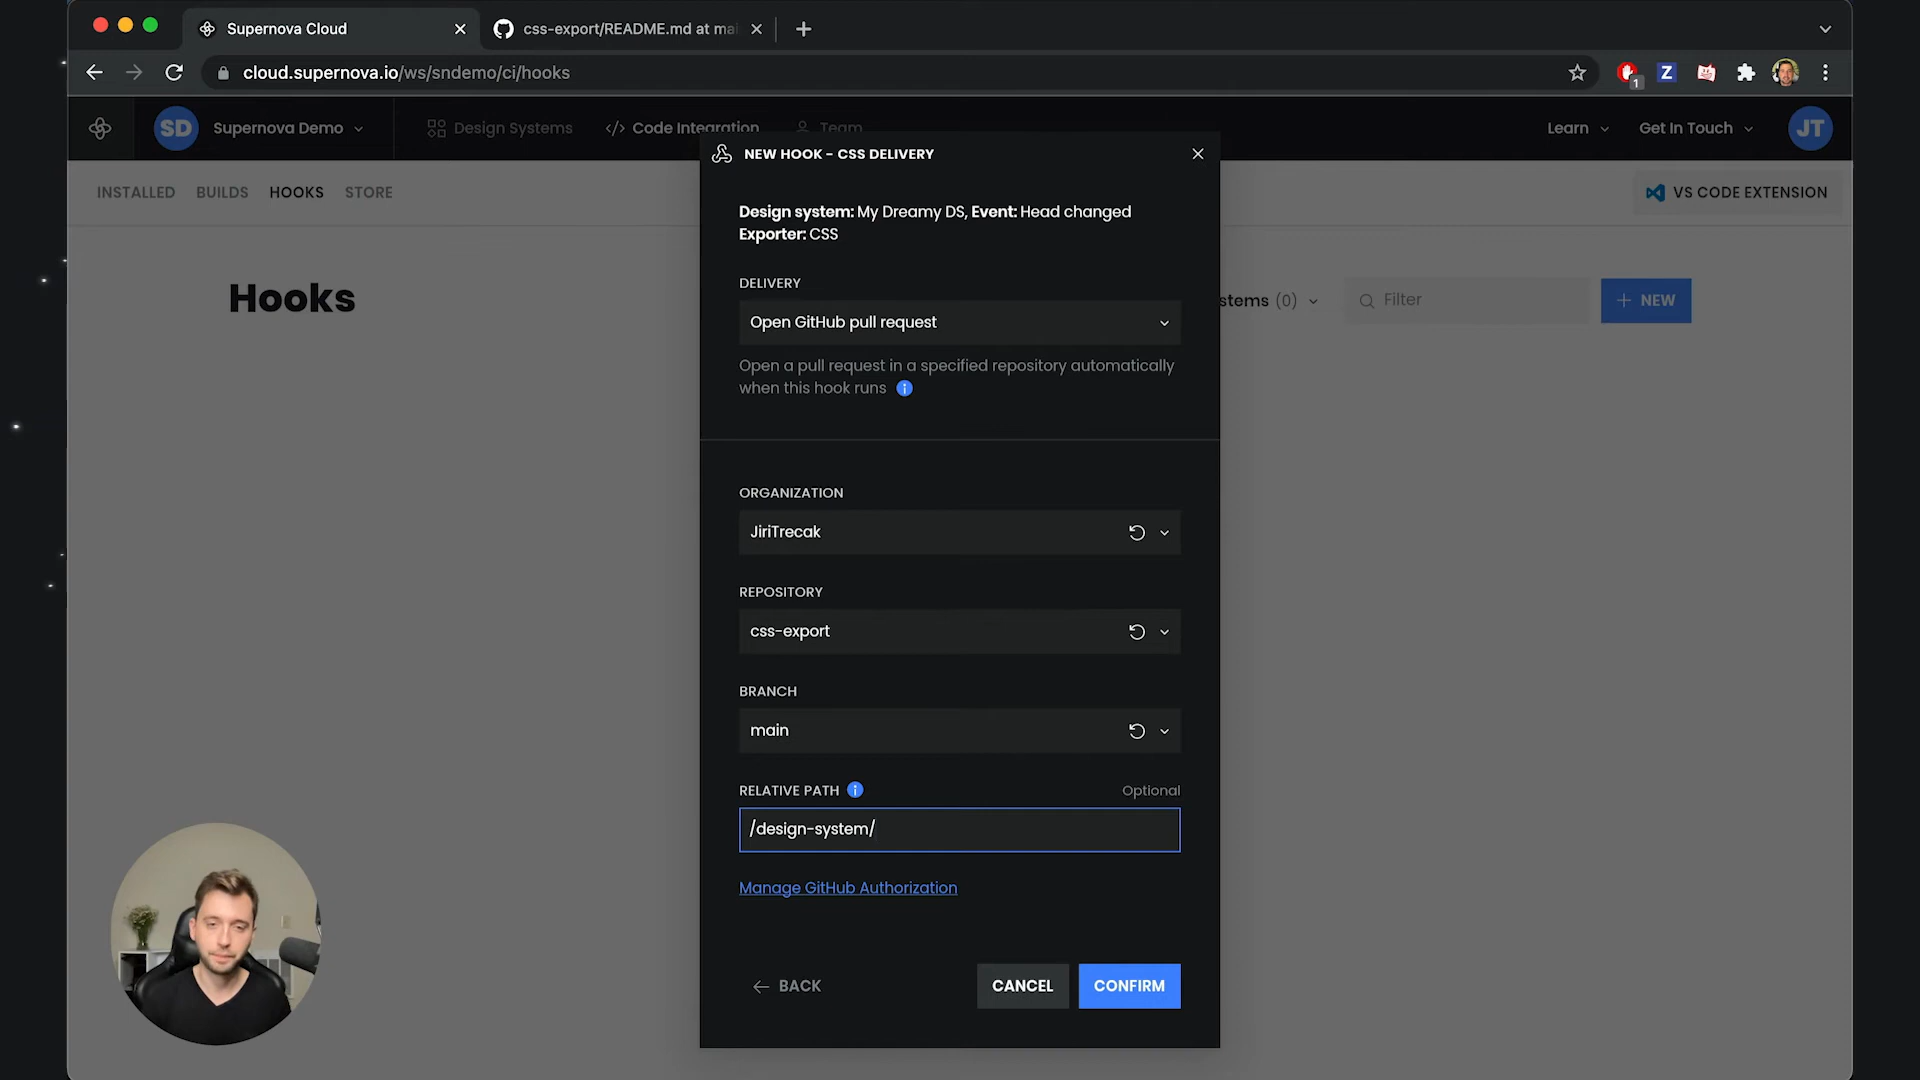 Supernova Cloud
css-export/README.md at mai
cloud.supernova.io/ws/sndemo/ci/hooks
Z
1
SD
Supernova Demo
Design Systems
Code Integration
Team
Learn
Get In Touch
JT
NEW HOOK - CSS DELIVERY
INSTALLED
BUILDS
HOOKS
STORE
VS CODE EXTENSION
Design system: My Dreamy DS, Event: Head changed
Exporter: CSS
DELIVERY
Hooks
stems (0)
Filter
NEW
Open GitHub pull request
Open a pull request in a specified repository automatically
when this hook runs
ORGANIZATION
JiriTrecak
REPOSITORY
css-export
BRANCH
main
RELATIVE PATH
Optional
/design-system/
Manage GitHub Authorization
BACK
CANCEL
CONFIRM